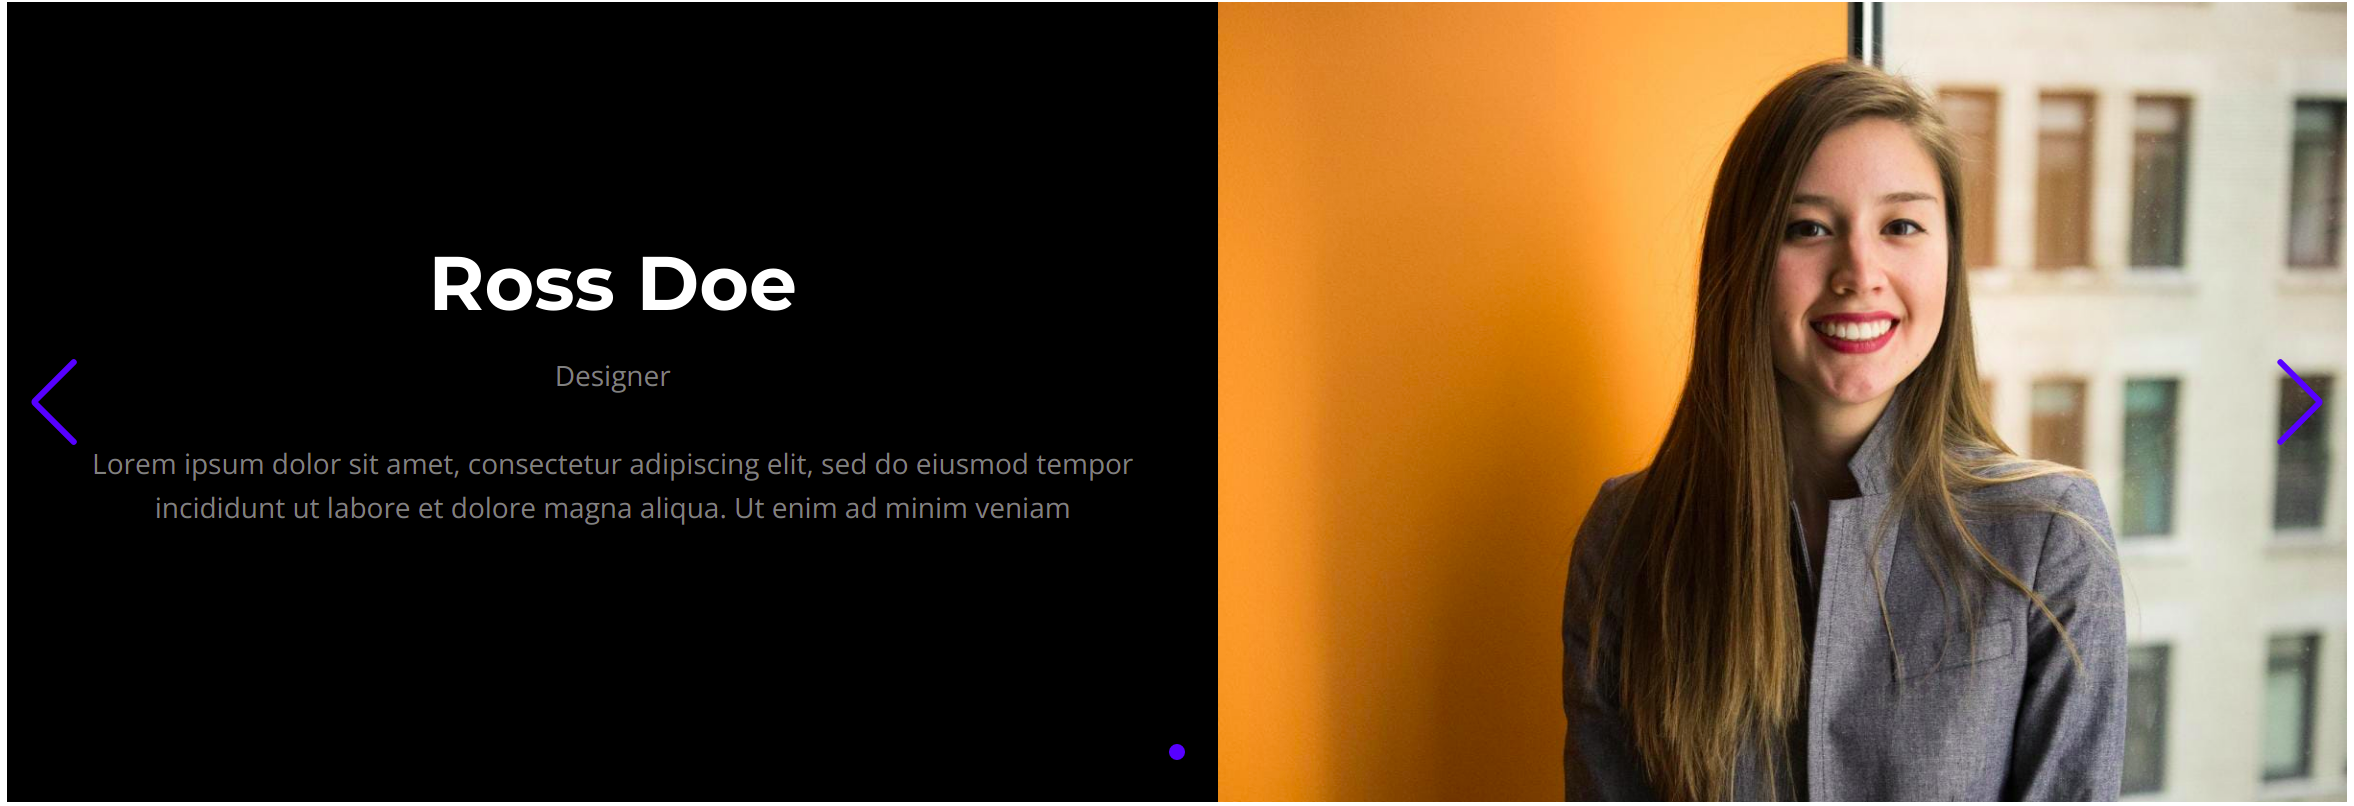 Ross Doe
Designer
Lorem ipsum dolor sit amet, consectetur adipiscing elit, sed do eiusmod tempor
incididunt ut labore et dolore magna aliqua. Ut enim ad minim veniam